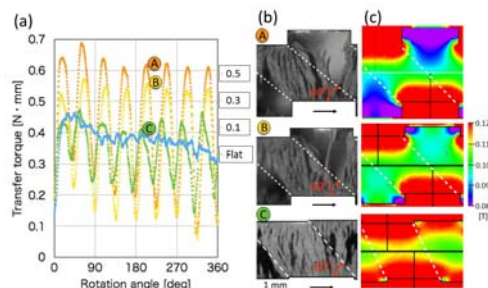 (a)
Transfer torque [N・mm]
0.7
0.6
0.5
0.4
0.3
0.2
0.1
0
0 90 180 270 360
Rotation angle [deg]
A
B
C
0.5
0.3
0.1
Flat
(b)
A
B
C
1 mm
(c)
0.12
0.11
0.10
0.08
0.06
[T]